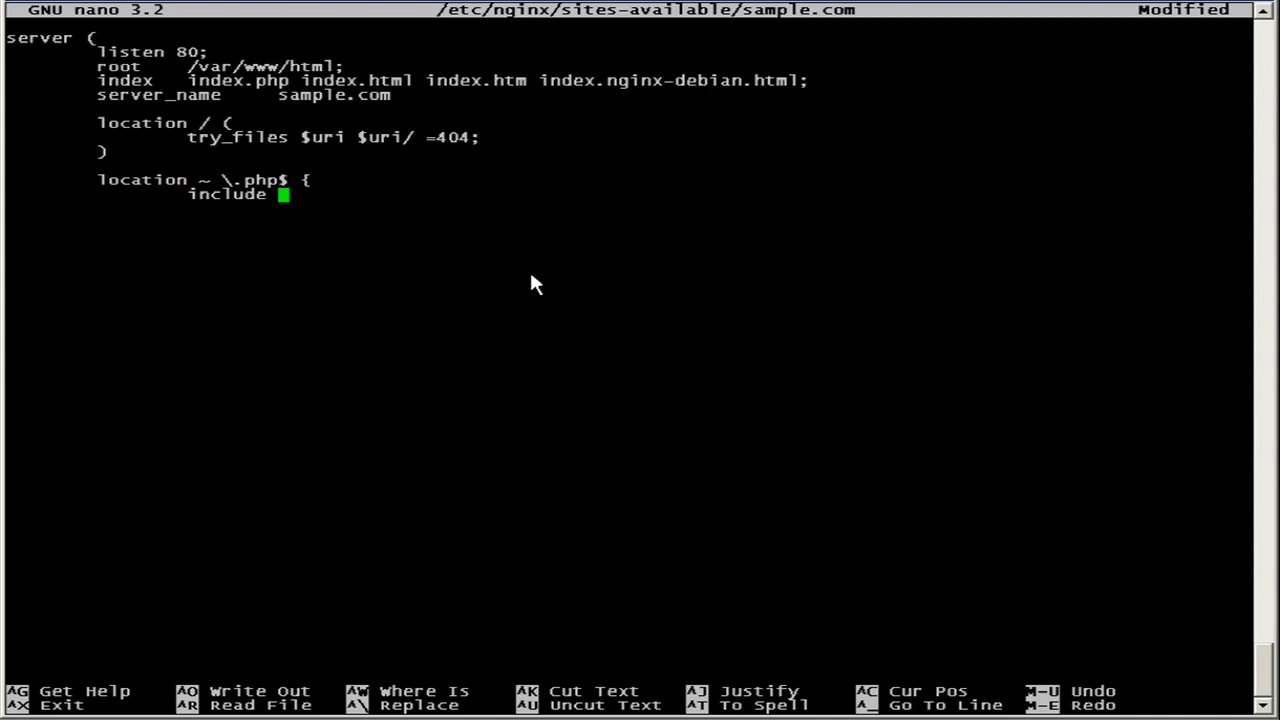 GNU nano 3.2 /etc/nginx/sites-available/sample.com Modified
server (
listen 80;
root /var/www/html;
index index.php index.html index.htm index.nginx-debian.html;
server_name sample.com
location / (
try_files $uri $uri/ =404;
)
location ~ \.php$ {
include
^G Get Help ^O Write Out ^W Where Is ^K Cut Text ^J Justify ^C Cur Pos M-U Undo
^X Exit ^R Read File ^\ Replace ^U Uncut Text ^T To Spell ^_ Go To Line M-E Redo